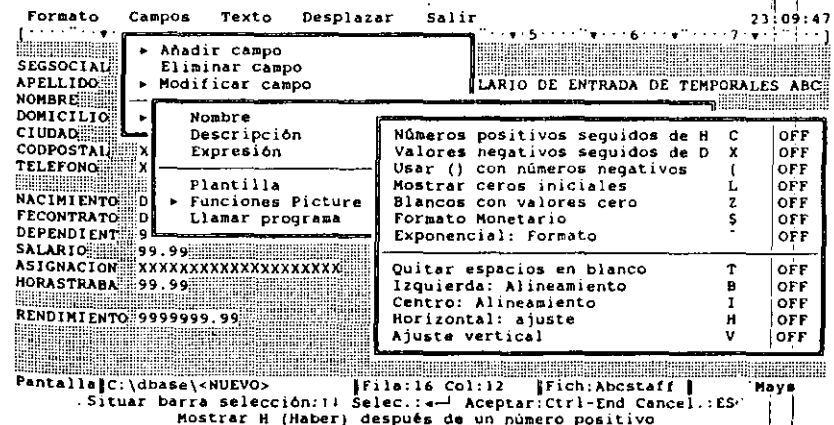 Formato Campos Texto Desplazar Salir 23:09:47
[ 5 6 7 ]
Añadir campo
SEGSOCIAL Eliminar campo
APELLIDO Modificar campo LARIO DE ENTRADA DE TEMPORALES ABC
NOMBRE
DOMICILIO Nombre
CIUDAD Descripción Números positivos seguidos de H C OFF
CODPOSTAL X Expresión Valores negativos seguidos de D X OFF
TELEFONO X Usar () con números negativos ( OFF
Plantilla Mostrar ceros iniciales L OFF
NACIMIENTO D Funciones Picture Blancos con valores cero Z OFF
FECONTRATO D Llamar programa Formato Monetario $ OFF
DEPENDIENT 9 Exponencial: Formato ^ OFF
SALARIO 99.99
ASIGNACION XXXXXXXXXXXXXXXXXXXX Quitar espacios en blanco T OFF
HORASTRABA 99.99 Izquierda: Alineamiento B OFF
Centro: Alineamiento I OFF
RENDIMIENTO 9999999.99 Horizontal: ajuste H OFF
Ajuste vertical V OFF
Pantalla C:\dbase\<NUEVO> Fila:16 Col:12 Fich:Abcstaff Mays
Situar barra selección:↑↓ Selec.:◄─┘ Aceptar:Ctrl-End Cancel.:ES
Mostrar H (Haber) después de un número positivo